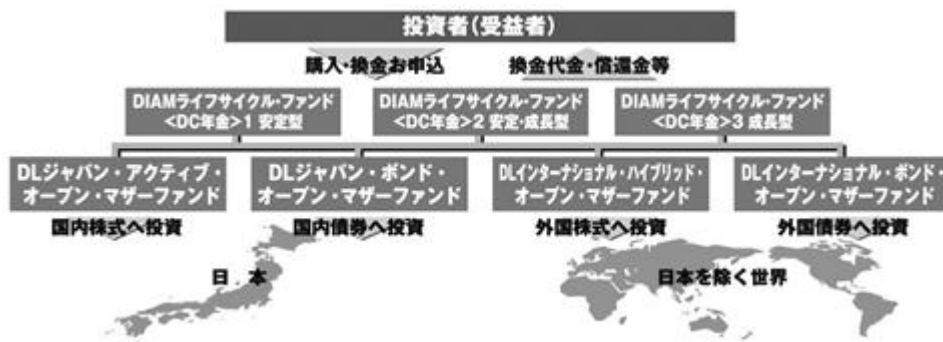 投資者(受益者)
購入・換金お申込
換金代金・償還金等
DIAMライフサイクル・ファンド
<DC年金>1 安定型
DIAMライフサイクル・ファンド
<DC年金>2 安定・成長型
DIAMライフサイクル・ファンド
<DC年金>3 成長型
DLジャパン・アクティブ・
オープン・マザーファンド
DLジャパン・ボンド・
オープン・マザーファンド
DLインターナショナル・ハイブリッド・
オープン・マザーファンド
DLインターナショナル・ボンド・
オープン・マザーファンド
国内株式へ投資
国内債券へ投資
外国株式へ投資
外国債券へ投資
日本
日本を除く世界